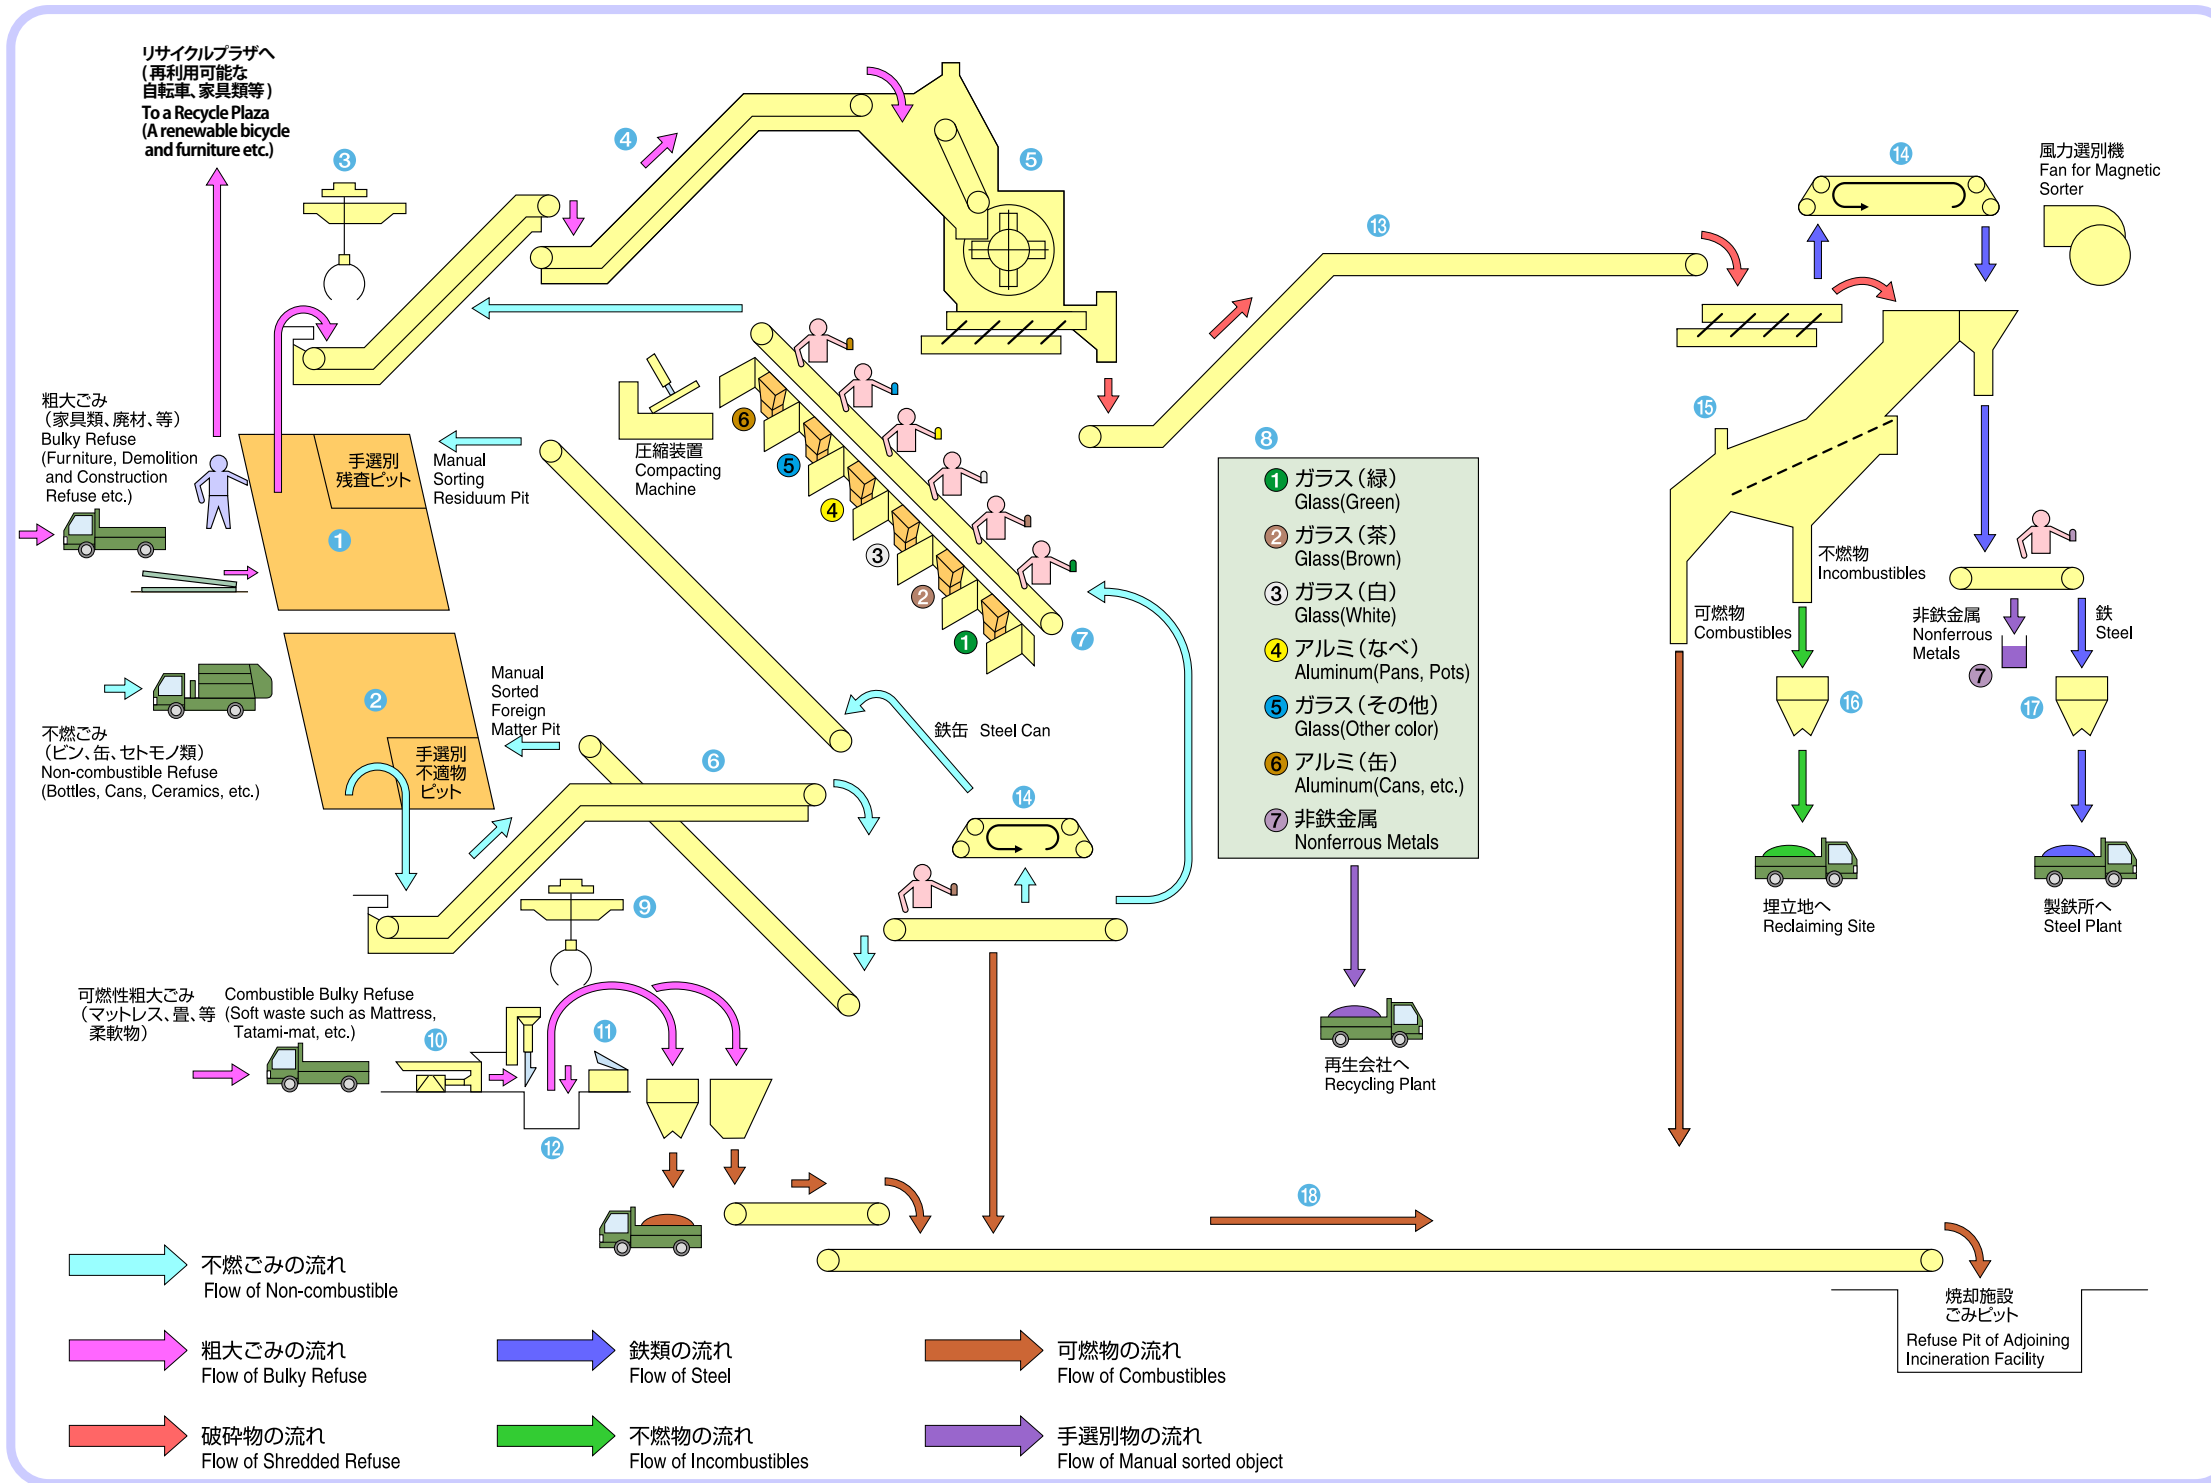 リサイクルプラザへ
(再利用可能な
自転車、家具類等)
To a Recycle Plaza
(A renewable bicycle
and furniture etc.)
3
4
5
13
14
風力選別機
Fan for Magnetic
Sorter
粗大ごみ
(家具類、廃材、等)
Bulky Refuse
(Furniture, Demolition
and Construction
Refuse etc.)
手選別
残査ピット
Manual
Sorting
Residuum Pit
1
圧縮装置
Compacting
Machine
6
5
4
3
2
1
7
8
1 ガラス(緑)
Glass(Green)
2 ガラス(茶)
Glass(Brown)
3 ガラス(白)
Glass(White)
4 アルミ(なべ)
Aluminum(Pans, Pots)
5 ガラス(その他)
Glass(Other color)
6 アルミ(缶)
Aluminum(Cans, etc.)
7 非鉄金属
Nonferrous Metals
15
不燃物
Incombustibles
可燃物
Combustibles
非鉄金属
Nonferrous
Metals
7
鉄
Steel
16
17
埋立地へ
Reclaiming Site
製鉄所へ
Steel Plant
再生会社へ
Recycling Plant
2
不燃ごみ
(ビン、缶、セトモノ類)
Non-combustible Refuse
(Bottles, Cans, Ceramics, etc.)
手選別
不適物
ピット
Manual
Sorted
Foreign
Matter Pit
6
鉄缶 Steel Can
14
9
可燃性粗大ごみ
(マットレス、畳、等
柔軟物)
Combustible Bulky Refuse
(Soft waste such as Mattress,
Tatami-mat, etc.)
10
11
12
18
焼却施設
ごみピット
Refuse Pit of Adjoining
Incineration Facility
不燃ごみの流れ
Flow of Non-combustible
粗大ごみの流れ
Flow of Bulky Refuse
破砕物の流れ
Flow of Shredded Refuse
鉄類の流れ
Flow of Steel
不燃物の流れ
Flow of Incombustibles
可燃物の流れ
Flow of Combustibles
手選別物の流れ
Flow of Manual sorted object